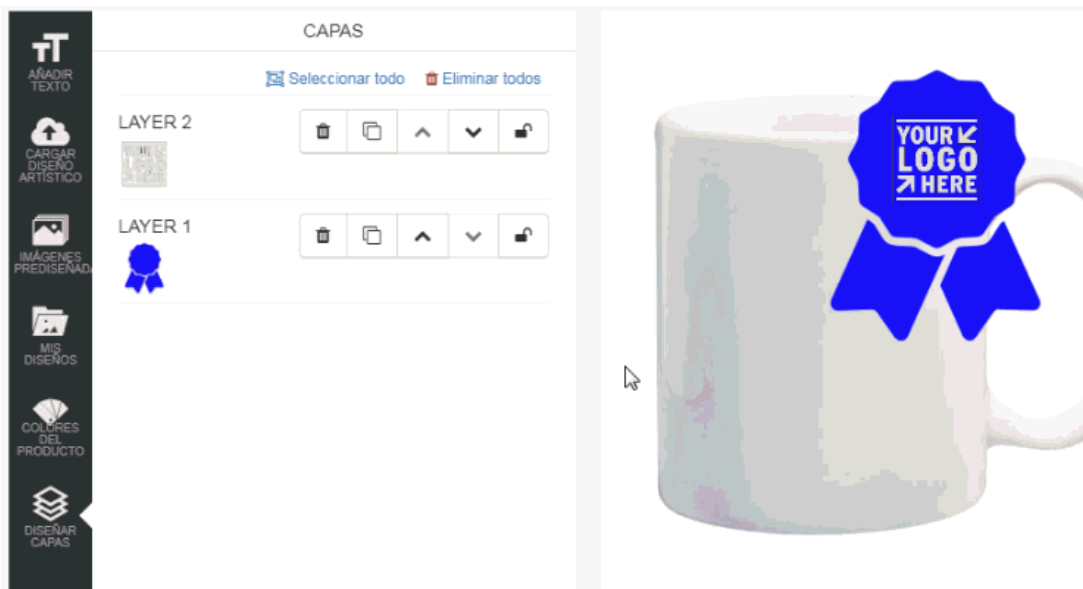 AÑADIR
TEXTO
CARGAR
DISEÑO
ARTÍSTICO
IMÁGENES
PREDISEÑADA
MIS
DISEÑOS
COLORES
DEL
PRODUCTO
DISEÑAR
CAPAS
CAPAS
Seleccionar todo Eliminar todos
LAYER 2
LAYER 1
YOUR
LOGO
HERE